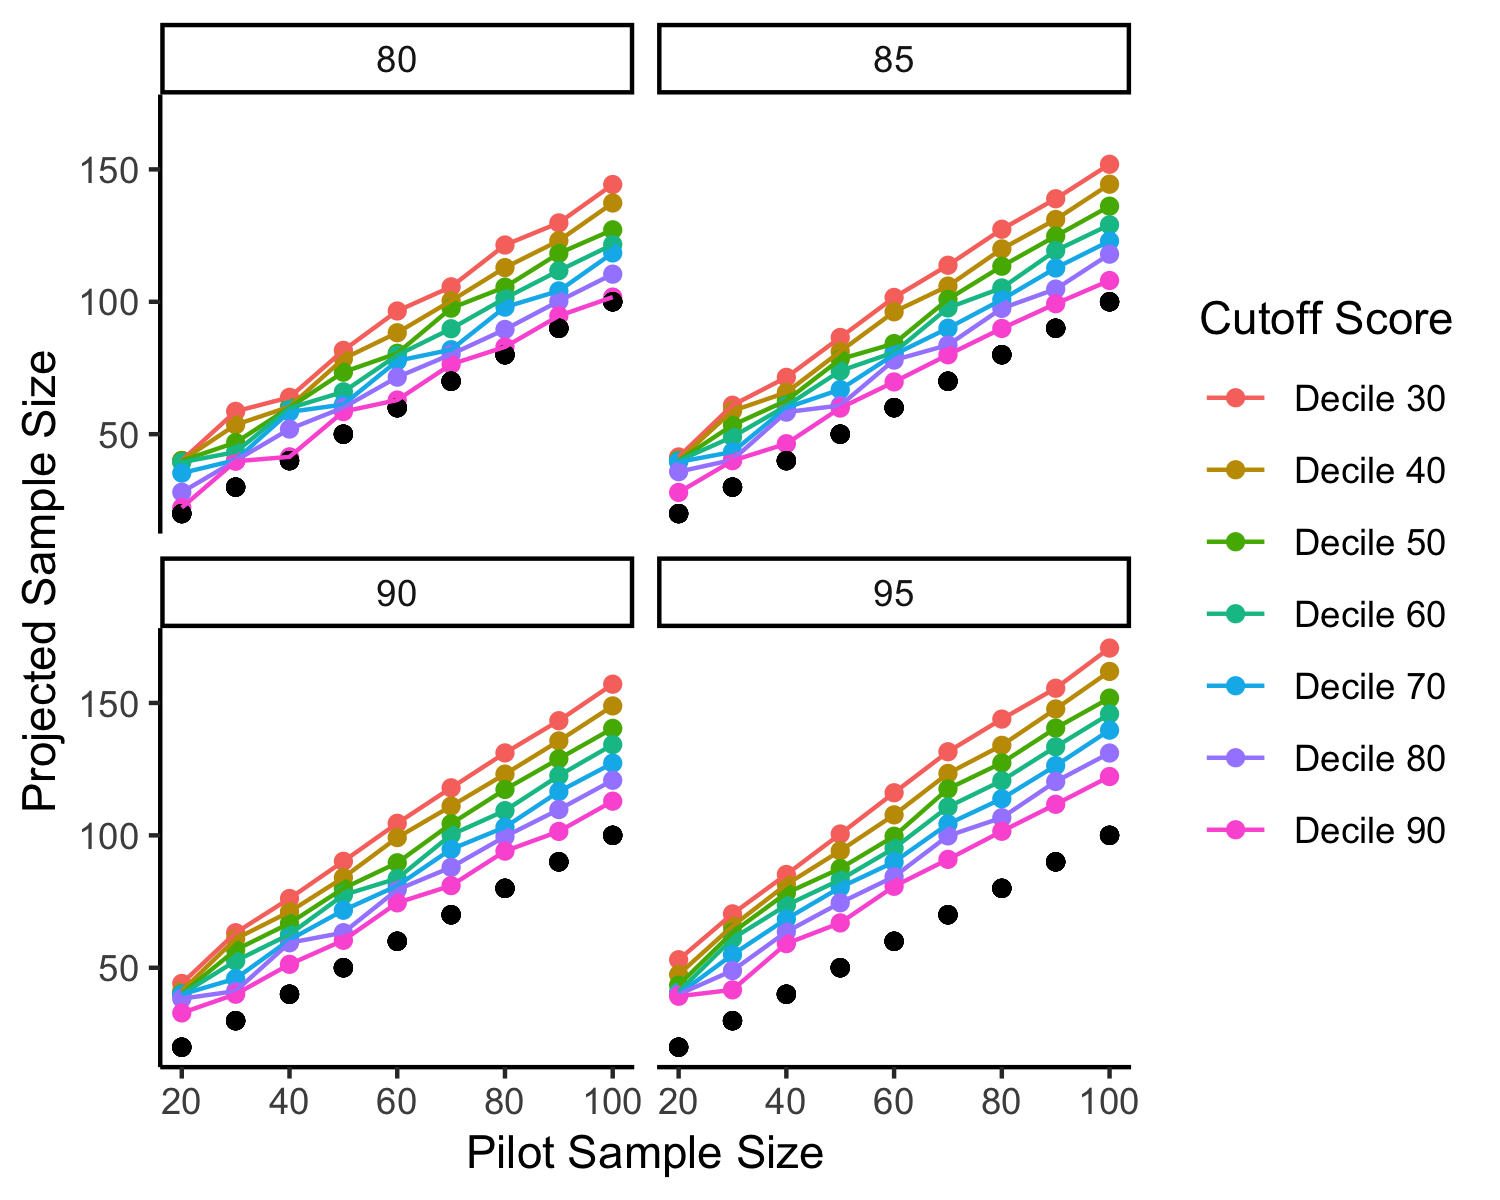 80
85
150
100
50
90
95
150
100
50
20 40 60 80 100
20 40 60 80 100
Pilot Sample Size
Projected Sample Size
Cutoff Score
Decile 30
Decile 40
Decile 50
Decile 60
Decile 70
Decile 80
Decile 90